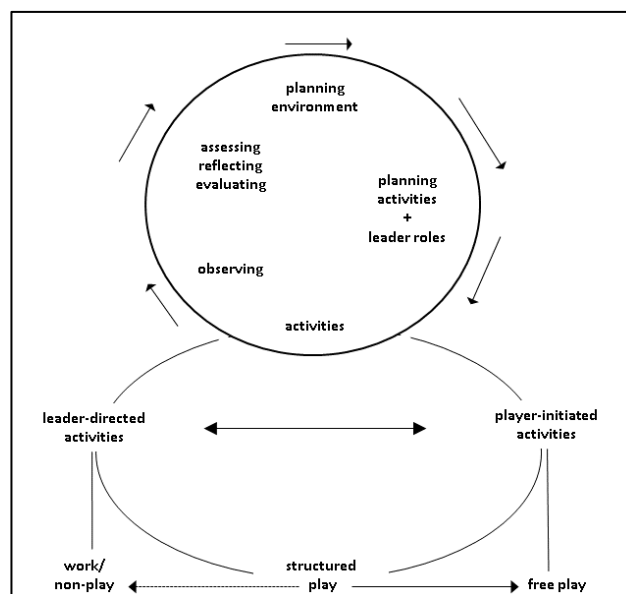 planning
environment
assessing
reflecting
evaluating
planning
activities
+
leader roles
observing
activities
leader-directed
activities
player-initiated
activities
work/
non-play
structured
play
free play